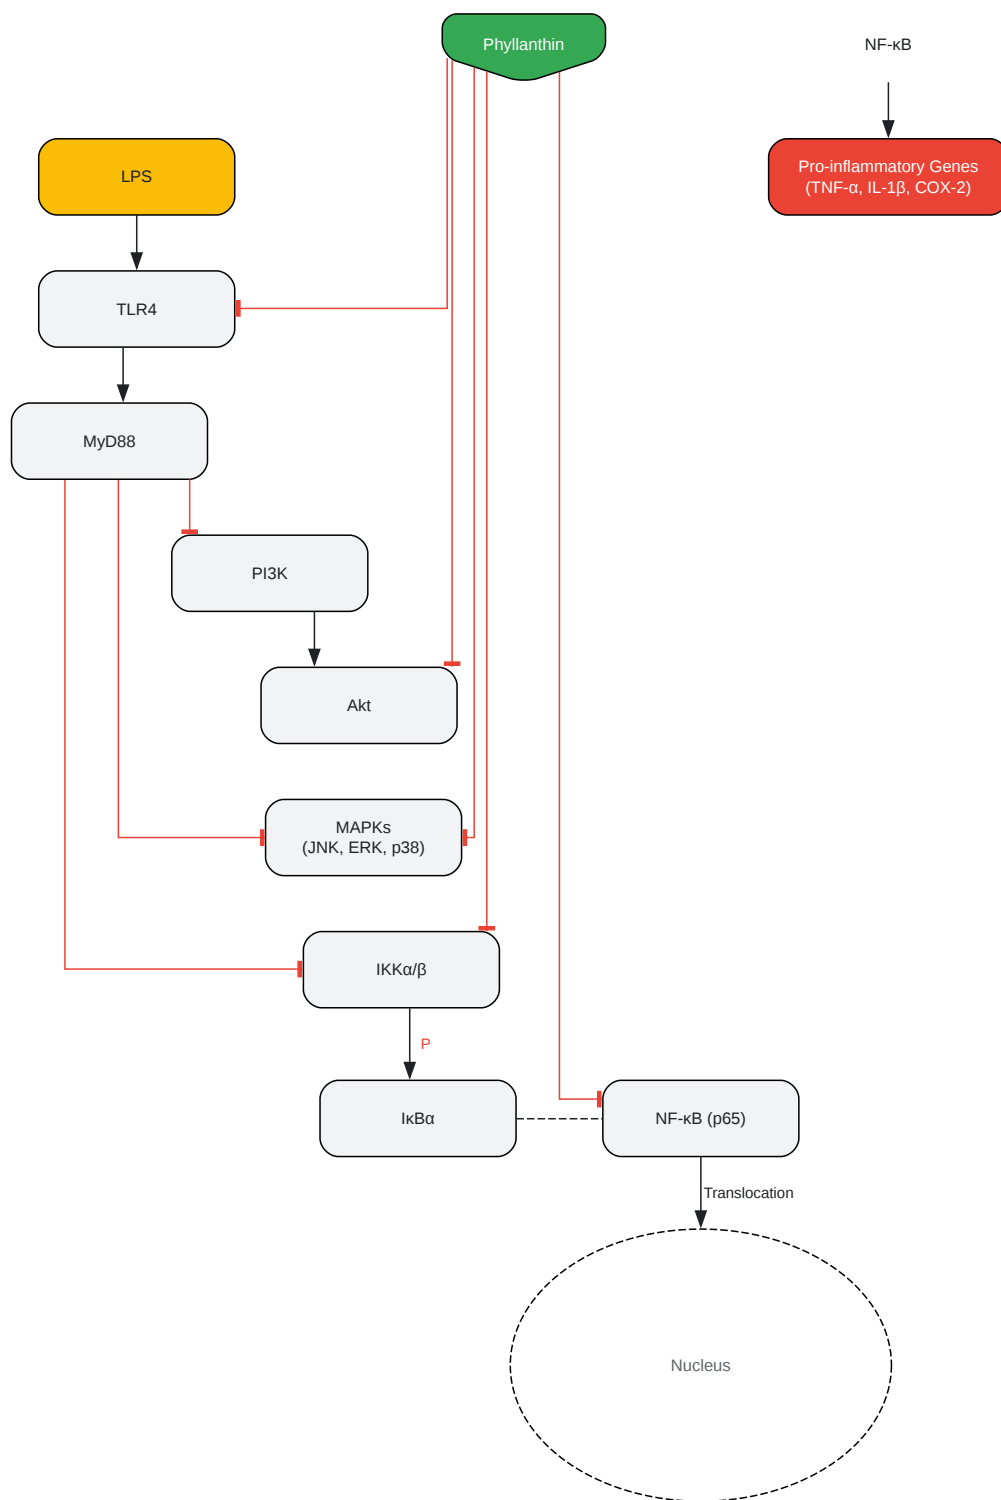 Phyllanthin
NF-κB
LPS
Pro-inflammatory Genes
(TNF-α, IL-1β, COX-2)
TLR4
MyD88
PI3K
Akt
MAPKs
(JNK, ERK, p38)
IKKα/β
P
IκBα
NF-κB (p65)
Translocation
Nucleus